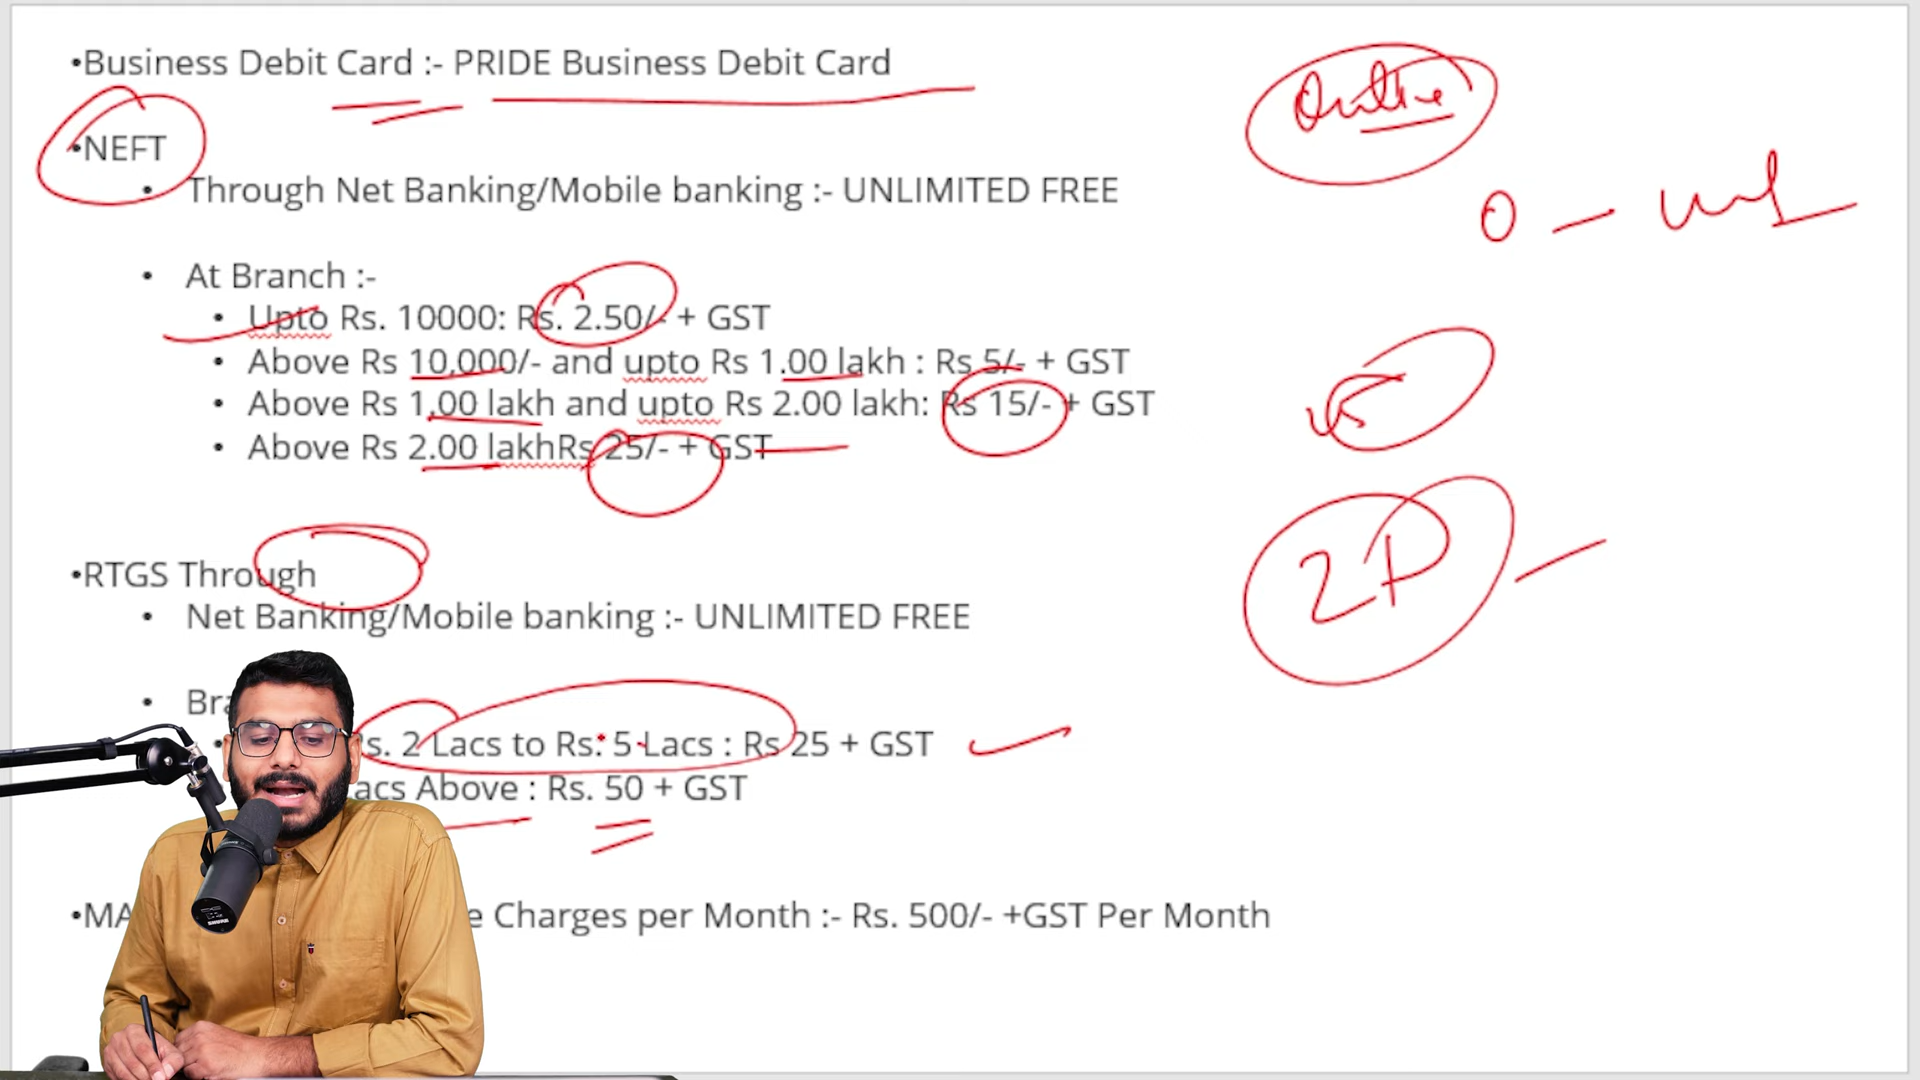 •Business Debit Card :- PRIDE Business Debit Card
•NEFT
• Through Net Banking/Mobile banking :- UNLIMITED FREE
• At Branch :-
• Upto Rs. 10000: Rs. 2.50/- + GST
• Above Rs 10,000/- and upto Rs 1.00 lakh : Rs 5/- + GST
• Above Rs 1.00 lakh and upto Rs 2.00 lakh: Rs 15/- + GST
• Above Rs 2.00 lakhRs 25/- + GST
•RTGS Through
• Net Banking/Mobile banking :- UNLIMITED FREE
• Bra
• s. 2 Lacs to Rs. 5 Lacs : Rs 25 + GST
acs Above : Rs. 50 + GST
•MA e Charges per Month :- Rs. 500/- +GST Per Month
0 –
2P –